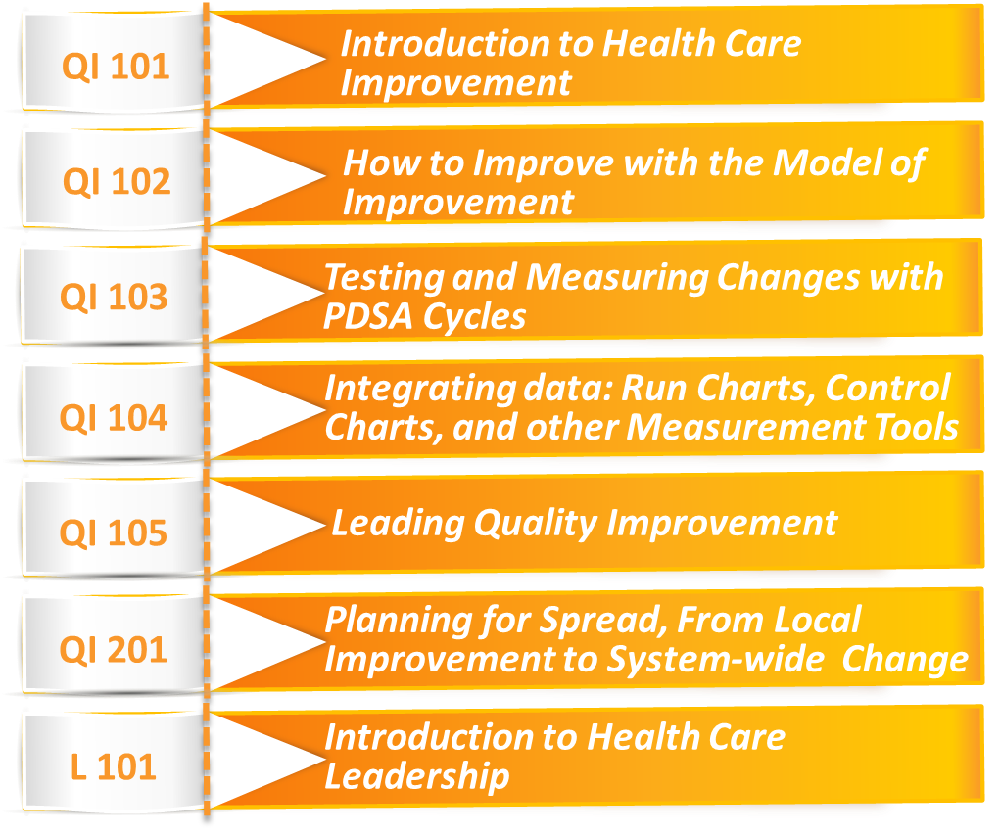 QI 101
Introduction to Health Care
Improvement
QI 102
How to Improve with the Model of
Improvement
QI 103
Testing and Measuring Changes with
PDSA Cycles
QI 104
Integrating data: Run Charts, Control
Charts, and other Measurement Tools
QI 105
Leading Quality Improvement
QI 201
Planning for Spread, From Local
Improvement to System-wide  Change
L 101
Introduction to Health Care
Leadership